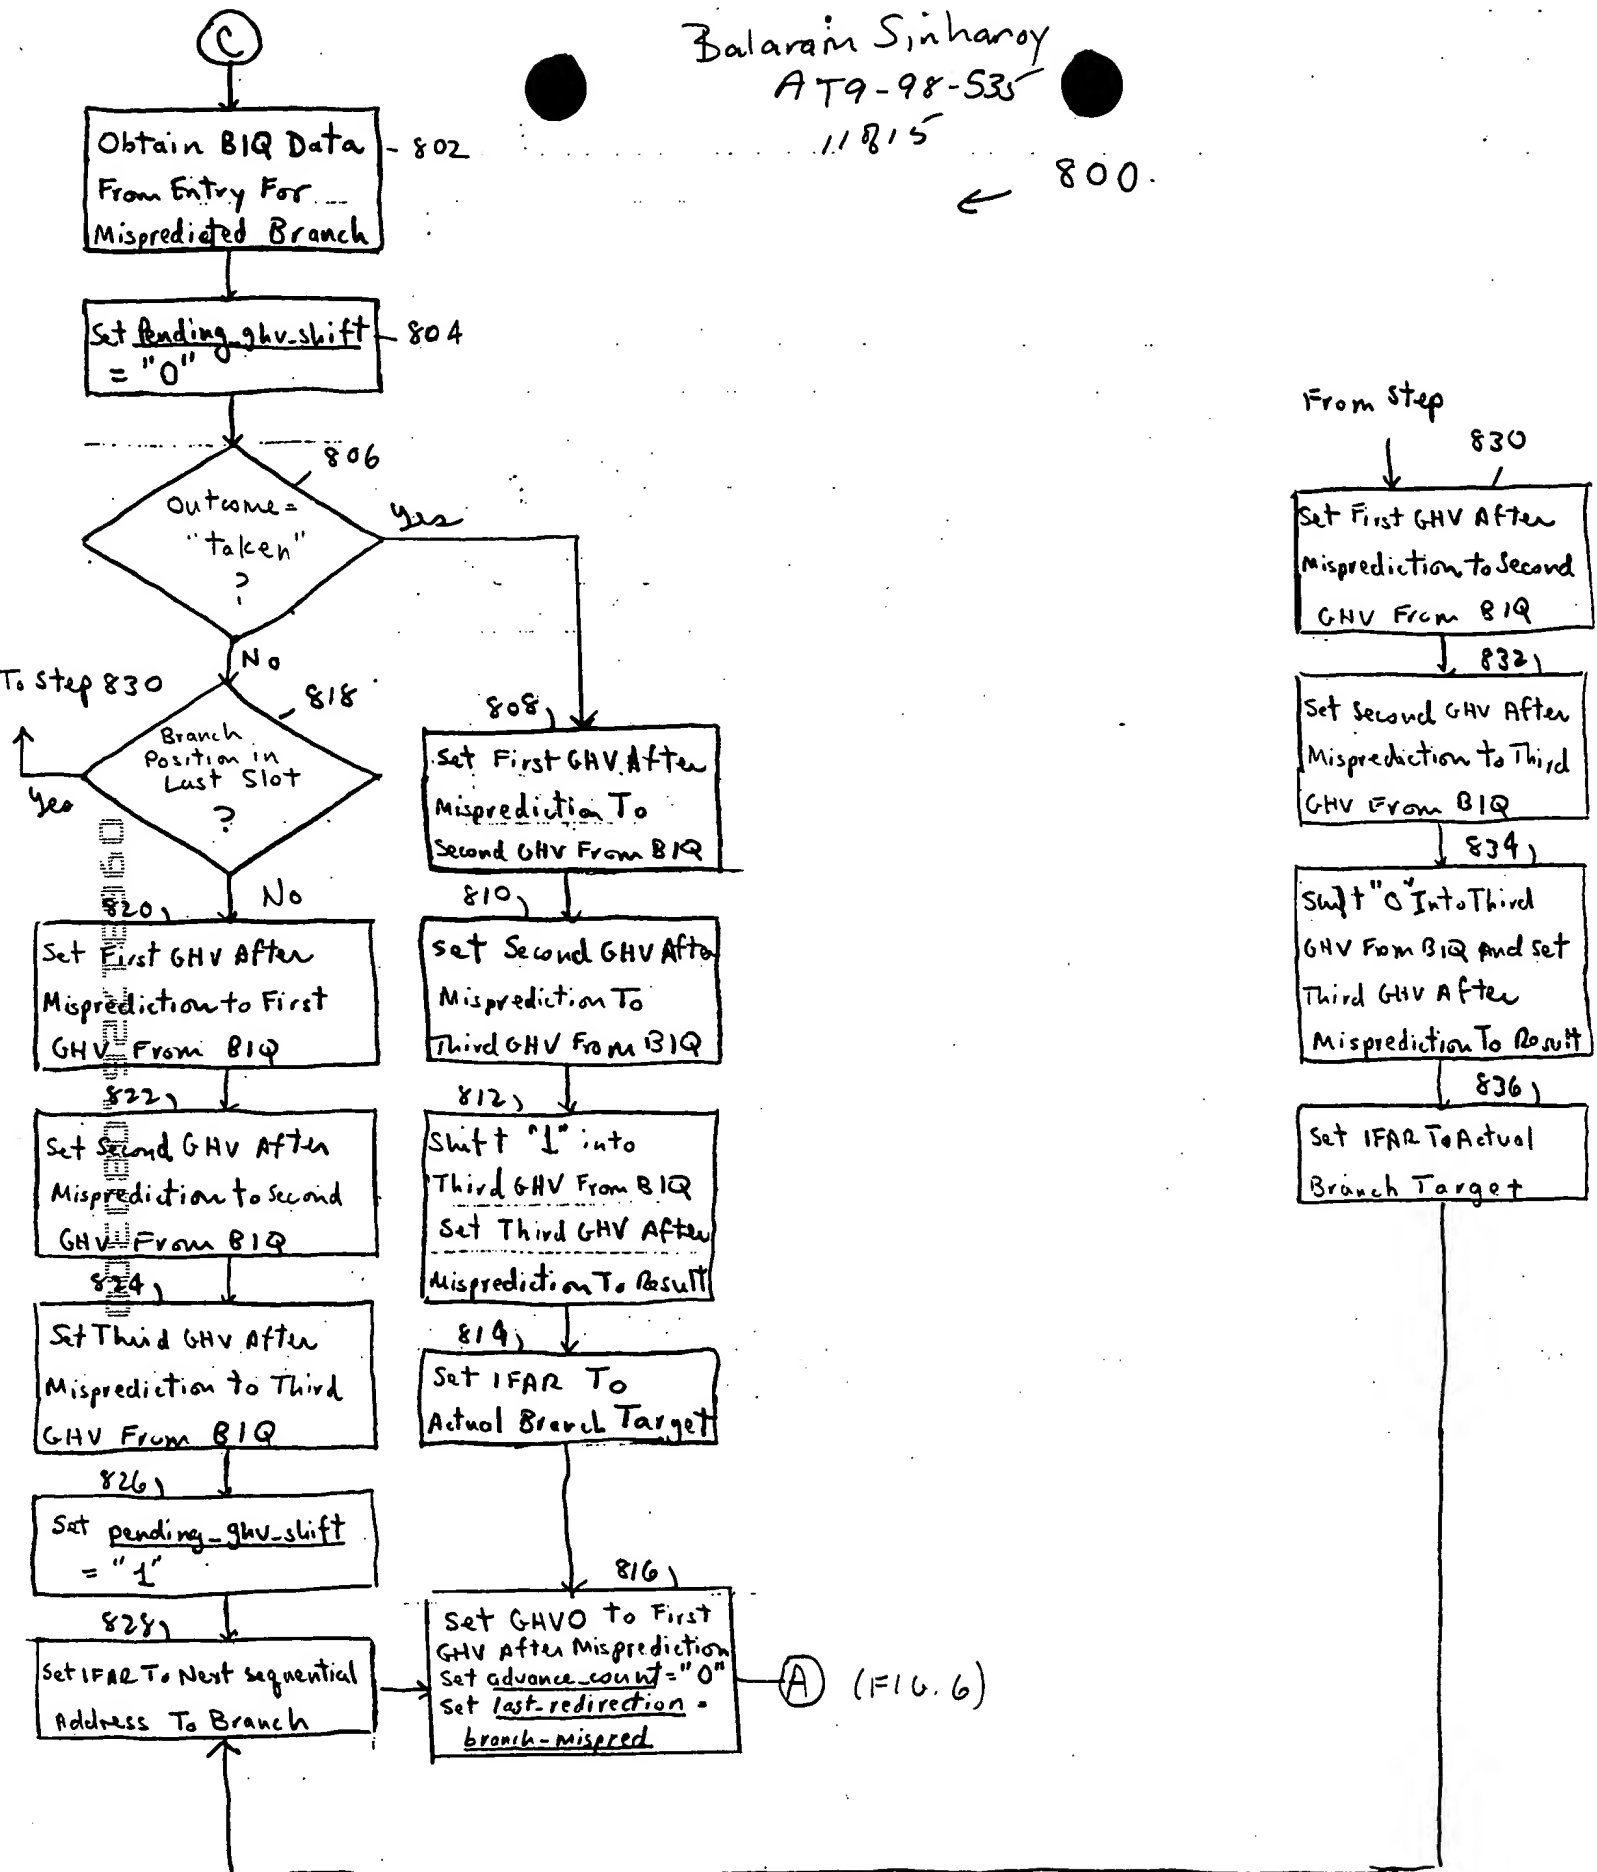 C
Balaram Sinharoy
AT9-98-535
11815
800.
Obtain BIQ Data
From Entry For
Mispredicted Branch
802
Set Pending_ghv_shift
= "0"
804
806
Outcome =
"taken"
?
Yes
No
To Step 830
818
Branch
Position in
Last Slot
?
Yes
No
820
Set First GHV After
Misprediction to First
GHV From BIQ
822
Set Second GHV After
Misprediction to Second
GHV From BIQ
824
Set Third GHV After
Misprediction to Third
GHV From BIQ
826
Set pending_ghv_shift
= "1"
828
Set IFAR To Next sequential
Address To Branch
808
Set First GHV After
Misprediction To
Second GHV From BIQ
810
Set Second GHV After
Misprediction To
Third GHV From BIQ
812
Shift "1" into
Third GHV From BIQ
Set Third GHV After
Misprediction To Result
814
Set IFAR To
Actual Branch Target
816
Set GHV0 to First
GHV After Misprediction
Set advance_count = "0"
Set last_redirection =
branch_mispred
A (FIG. 6)
From Step
830
Set First GHV After
Misprediction to Second
GHV From BIQ
832
Set Second GHV After
Misprediction to Third
GHV From BIQ
834
Shift "0" Into Third
GHV From BIQ And set
Third GHV After
Misprediction To Result
836
Set IFAR To Actual
Branch Target